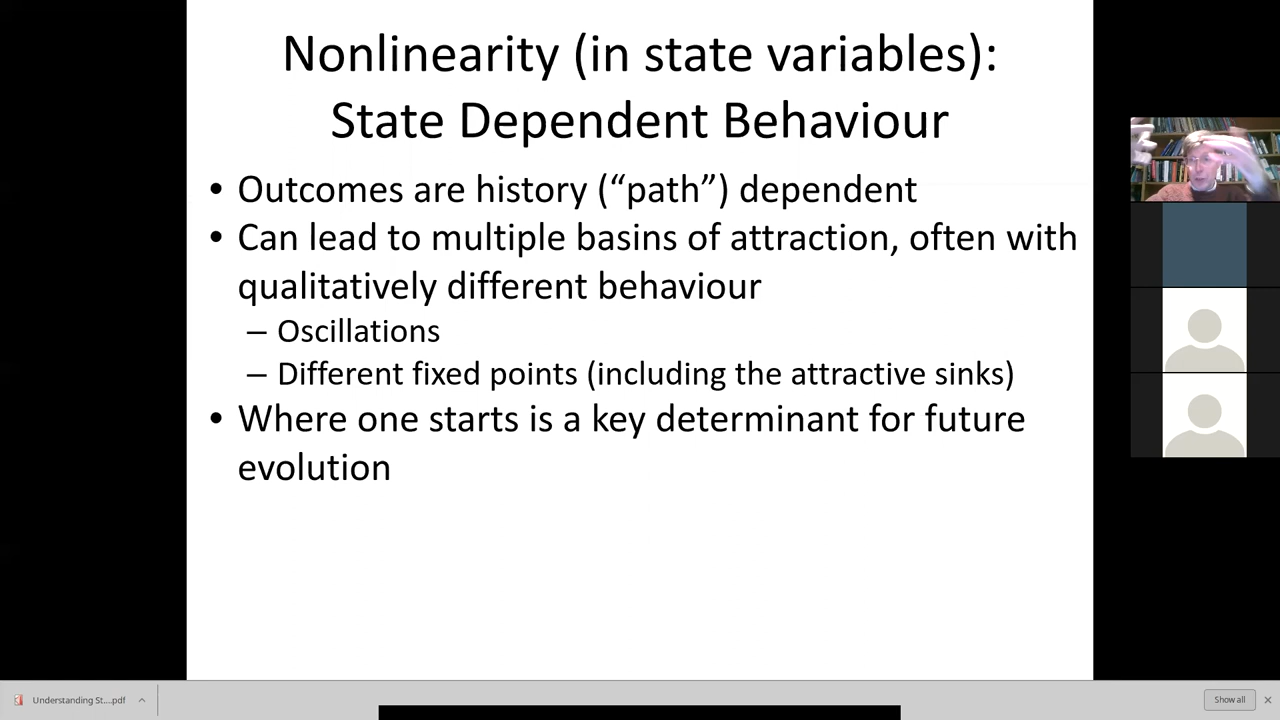 Nonlinearity (in state variables):
State Dependent Behaviour
• Outcomes are history (“path”) dependent
• Can lead to multiple basins of attraction, often with
qualitatively different behaviour
– Oscillations
– Different fixed points (including the attractive sinks)
• Where one starts is a key determinant for future
evolution
Understanding St....pdf
Show all